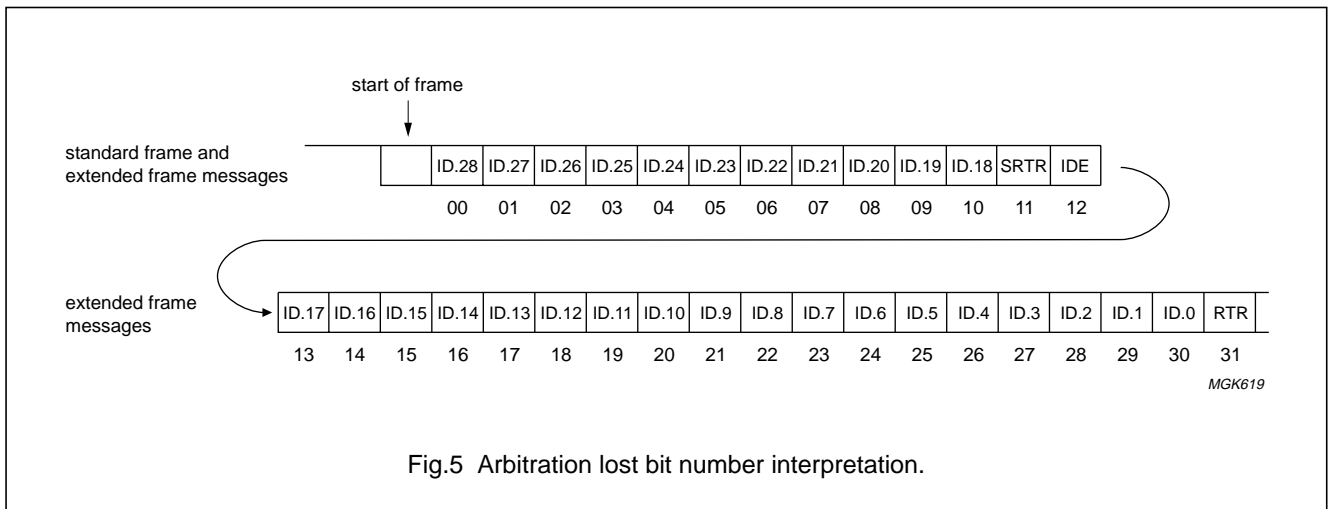 start of frame
standard frame and
extended frame messages
ID.28 ID.27 ID.26 ID.25 ID.24 ID.23 ID.22 ID.21 ID.20 ID.19 ID.18 SRTR IDE
00 01 02 03 04 05 06 07 08 09 10 11 12
extended frame
messages
ID.17 ID.16 ID.15 ID.14 ID.13 ID.12 ID.11 ID.10 ID.9 ID.8 ID.7 ID.6 ID.5 ID.4 ID.3 ID.2 ID.1 ID.0 RTR
13 14 15 16 17 18 19 20 21 22 23 24 25 26 27 28 29 30 31
MGK619
Fig.5 Arbitration lost bit number interpretation.